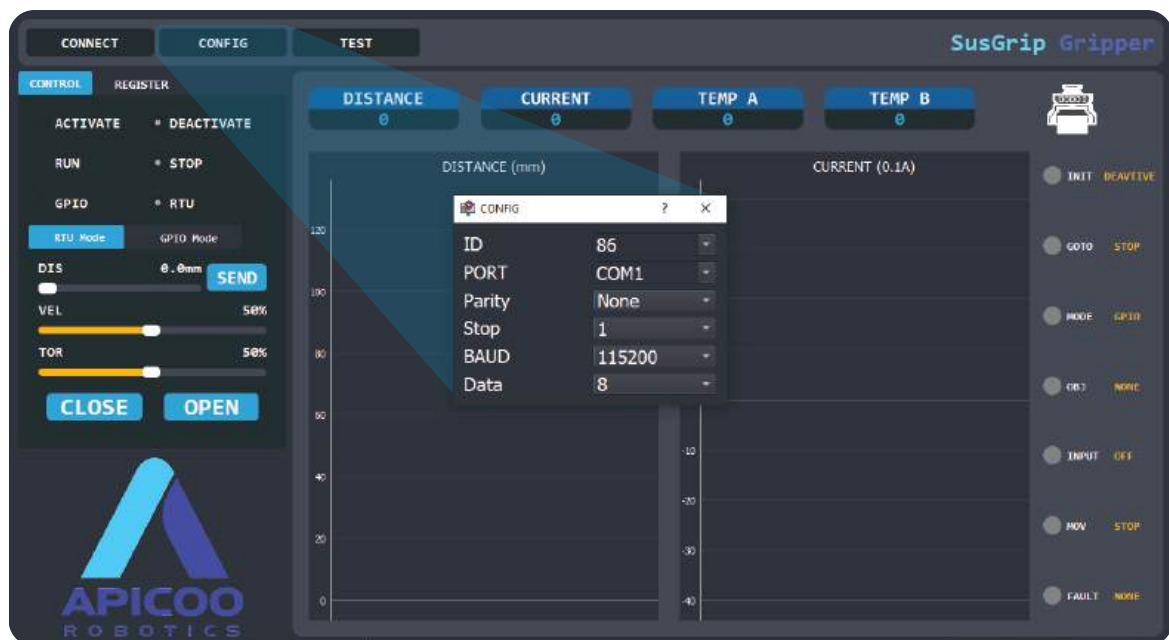 CONNECT CONFIG TEST SusGrip Gripper
CONTROL REGISTER
ACTIVATE DEACTIVATE
RUN STOP
GPIO RTU
RTU Mode GPIO Mode
DIS 0.0mm SEND
VEL 50%
TOR 50%
CLOSE OPEN
APICOO
ROBOTICS
DISTANCE CURRENT TEMP A TEMP B
0 0 0 0
DISTANCE (mm)
120
100
80
60
40
20
0
CURRENT (0.1A)
-10
-20
-30
-40
CONFIG ? ×
ID 86
PORT COM1
Parity None
Stop 1
BAUD 115200
Data 8
INIT DEAVTIVE
GOTO STOP
MODE GPIO
OBJ NONE
INPUT OFF
MOV STOP
FAULT NONE